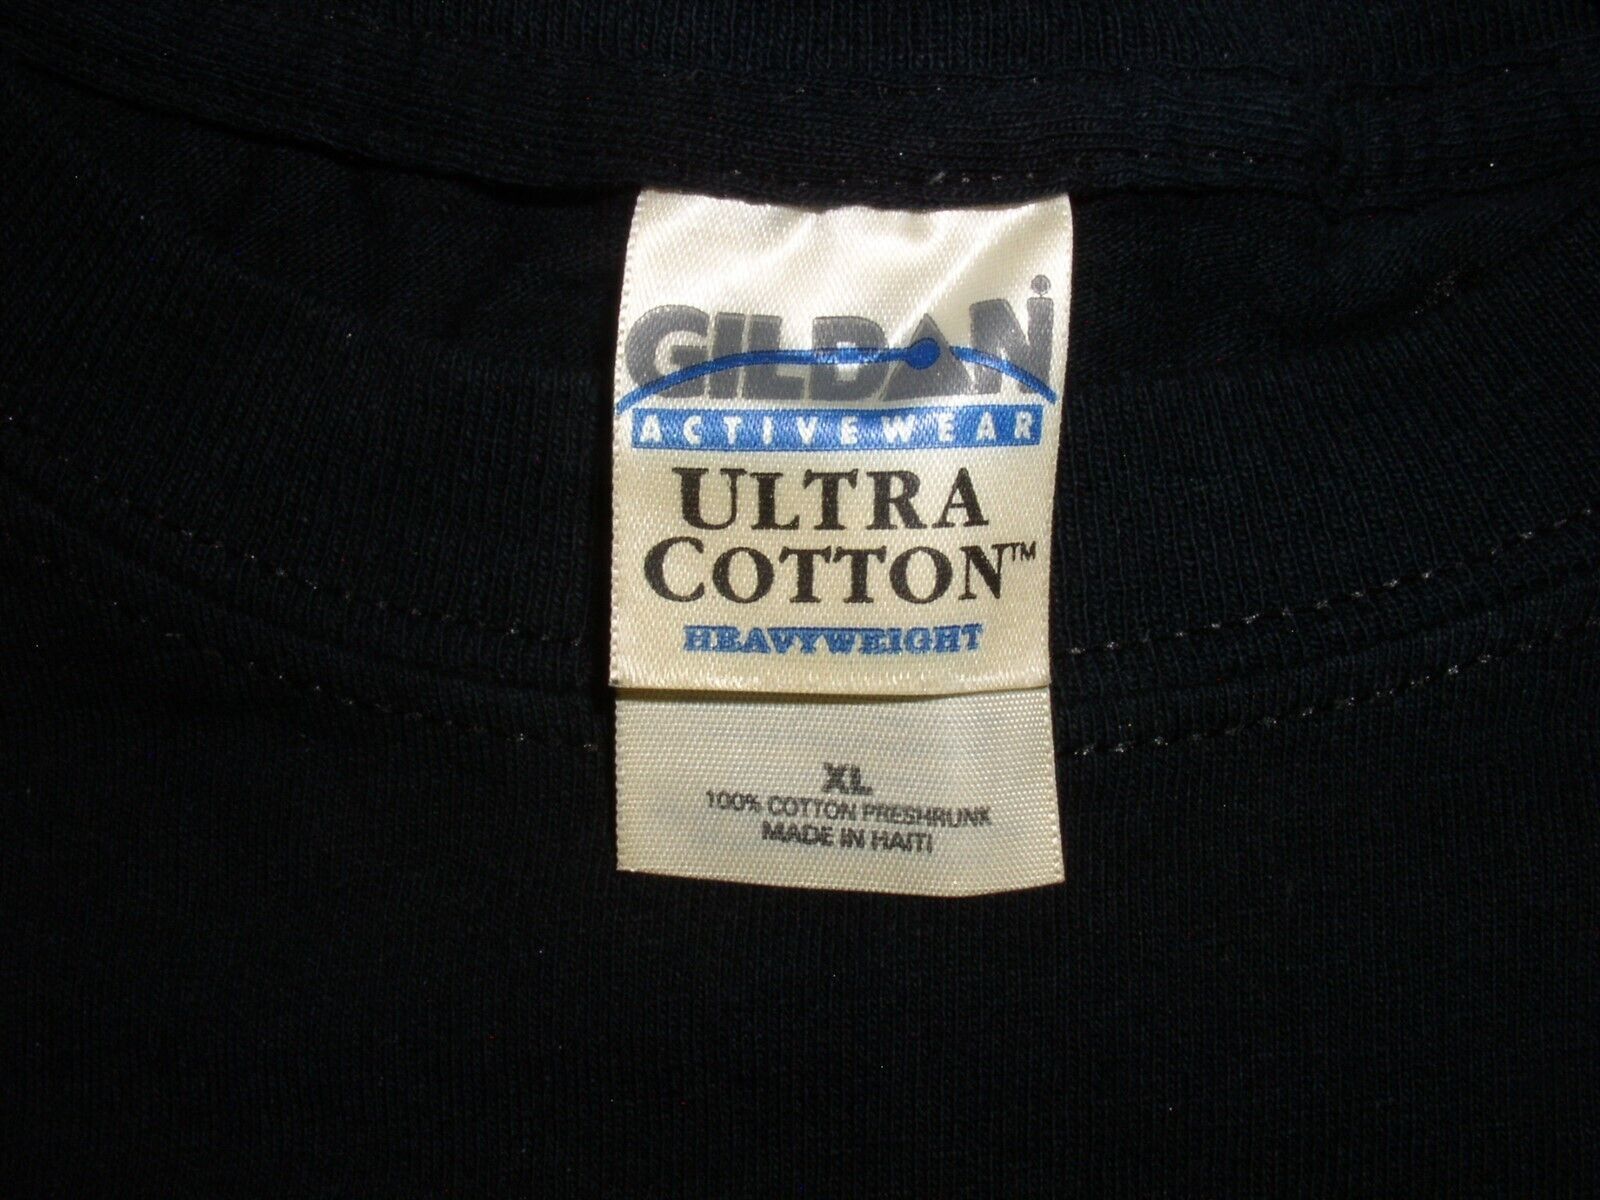 GILDAN
ACTIVEWEAR
ULTRA
COTTON™
HEAVYWEIGHT
XL
100% COTTON PRESHRUNK
MADE IN HAITI